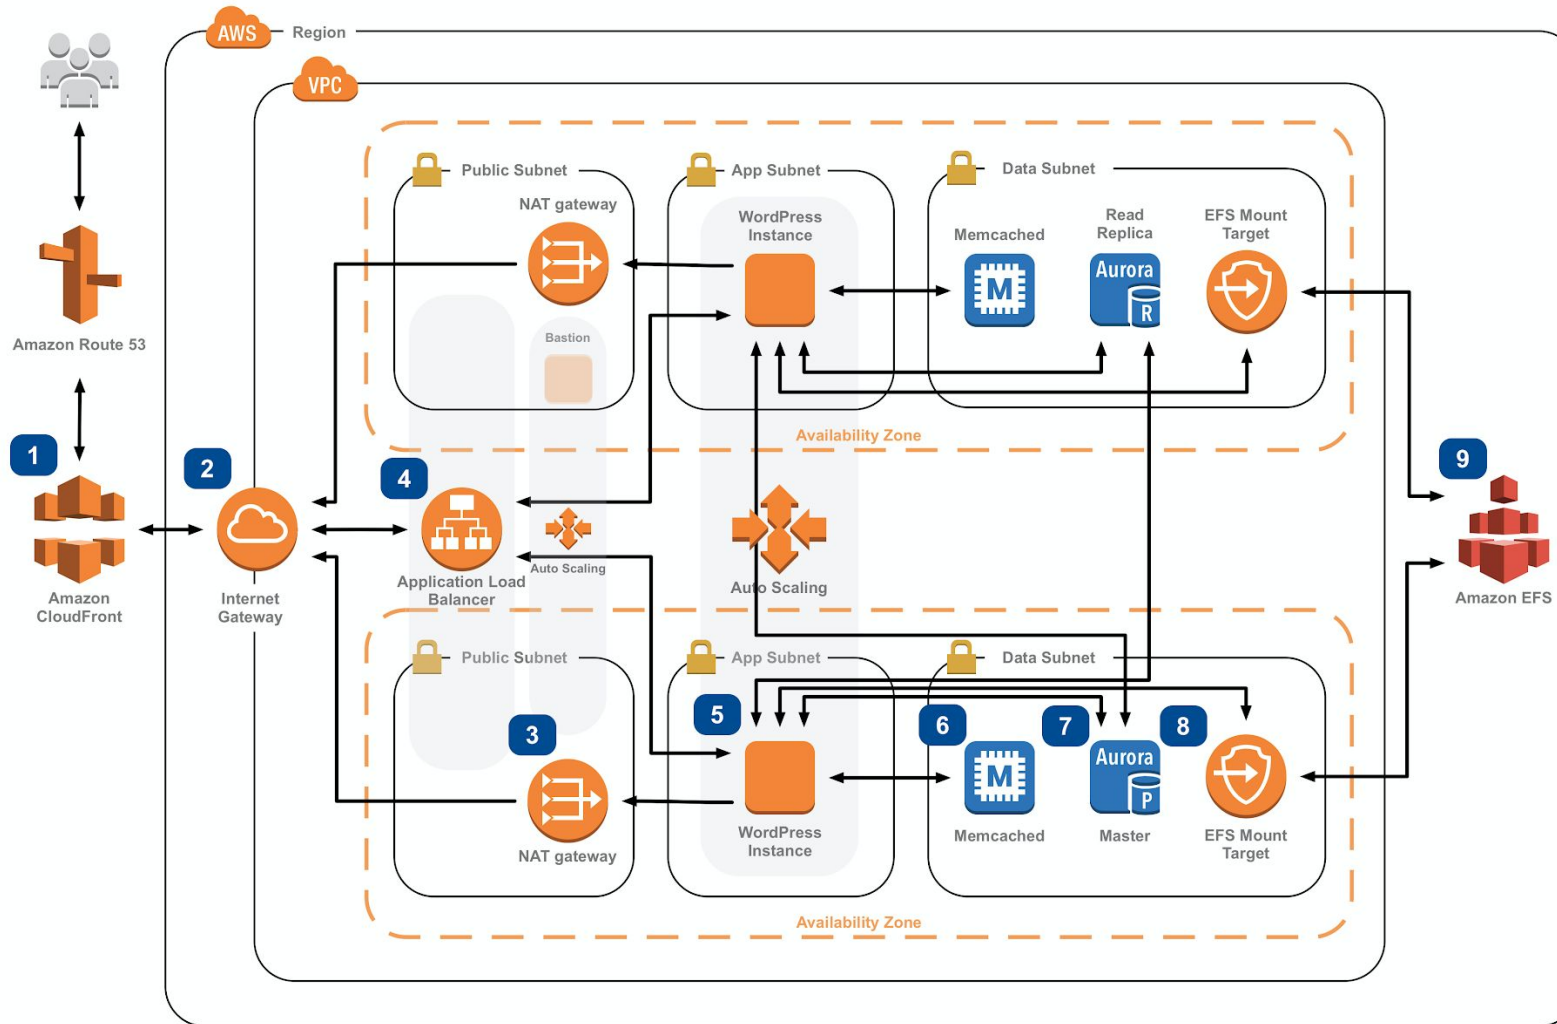 AWS
Region
VPC
Public Subnet
NAT gateway
Bastion
App Subnet
WordPress
Instance
Data Subnet
Memcached
Read
Replica
Aurora
R
EFS Mount
Target
M
Availability Zone
Amazon Route 53
1
Amazon
CloudFront
2
Internet
Gateway
4
Application Load
Balancer
Auto Scaling
Auto Scaling
9
Amazon EFS
Public Subnet
3
NAT gateway
App Subnet
5
WordPress
Instance
Data Subnet
6
M
Memcached
7
Aurora
P
Master
8
EFS Mount
Target
Availability Zone